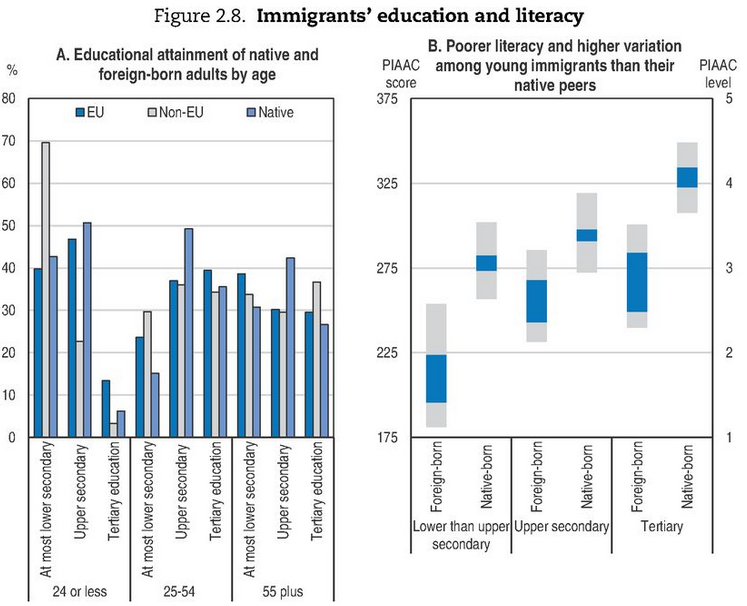 Figure 2.8. Immigrants' education and literacy
A. Educational attainment of native and
foreign-born adults by age
%
80
70
60
50
40
30
20
10
0
EU
Non-EU
Native
At most lower secondary
Upper secondary
Tertiary education
At most lower secondary
Upper secondary
Tertiary education
At most lower secondary
Upper secondary
Tertiary education
24 or less
25-54
55 plus
B. Poorer literacy and higher variation
among young immigrants than their
native peers
PIAAC
score
PIAAC
level
375
325
275
225
175
5
4
3
2
1
Foreign-born
Native-born
Foreign-born
Native-born
Foreign-born
Native-born
Lower than upper
secondary
Upper secondary
Tertiary